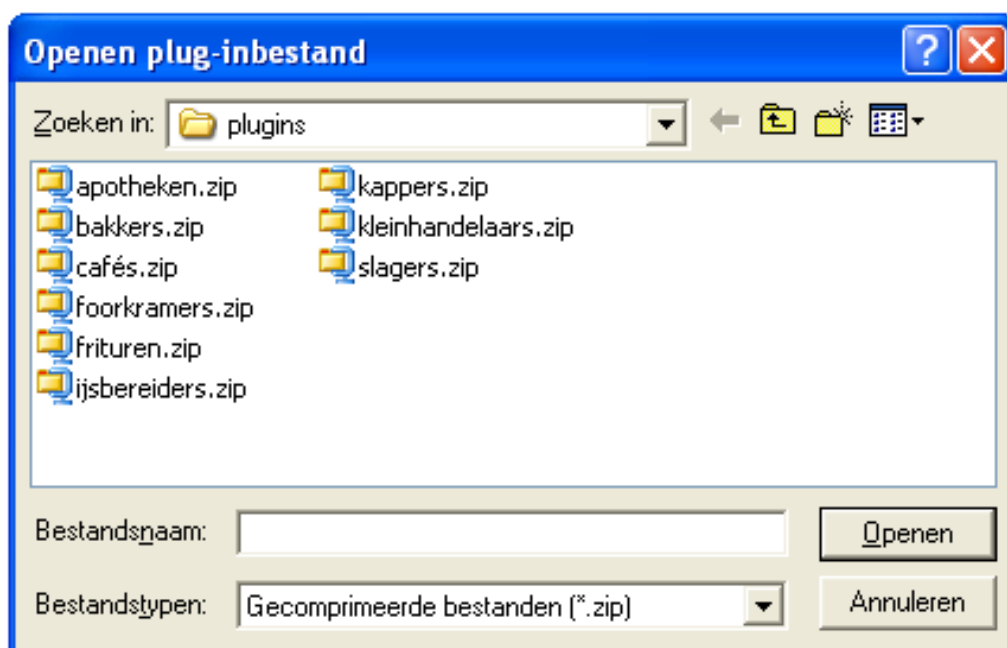 Openen plug-inbestand
Zoeken in: plugins
apotheken.zip
bakkers.zip
cafés.zip
foorkramers.zip
frituren.zip
ijsbereiders.zip
kappers.zip
kleinhandelaars.zip
slagers.zip
Bestandsnaam:
Openen
Bestandstypen: Gecomprimeerde bestanden (*.zip)
Annuleren